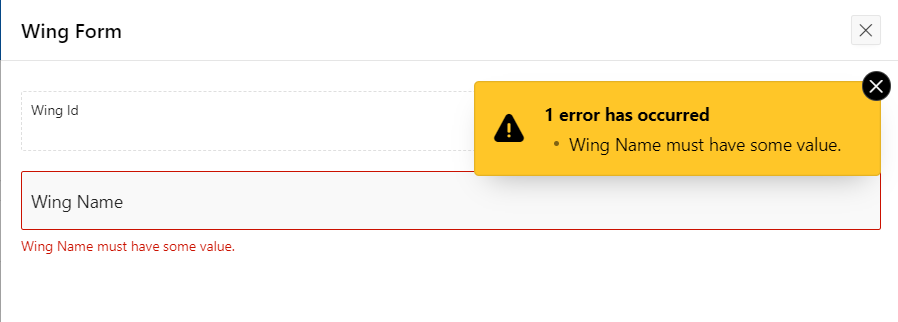 Wing Form
Wing Id
1 error has occurred
Wing Name must have some value.
Wing Name
Wing Name must have some value.